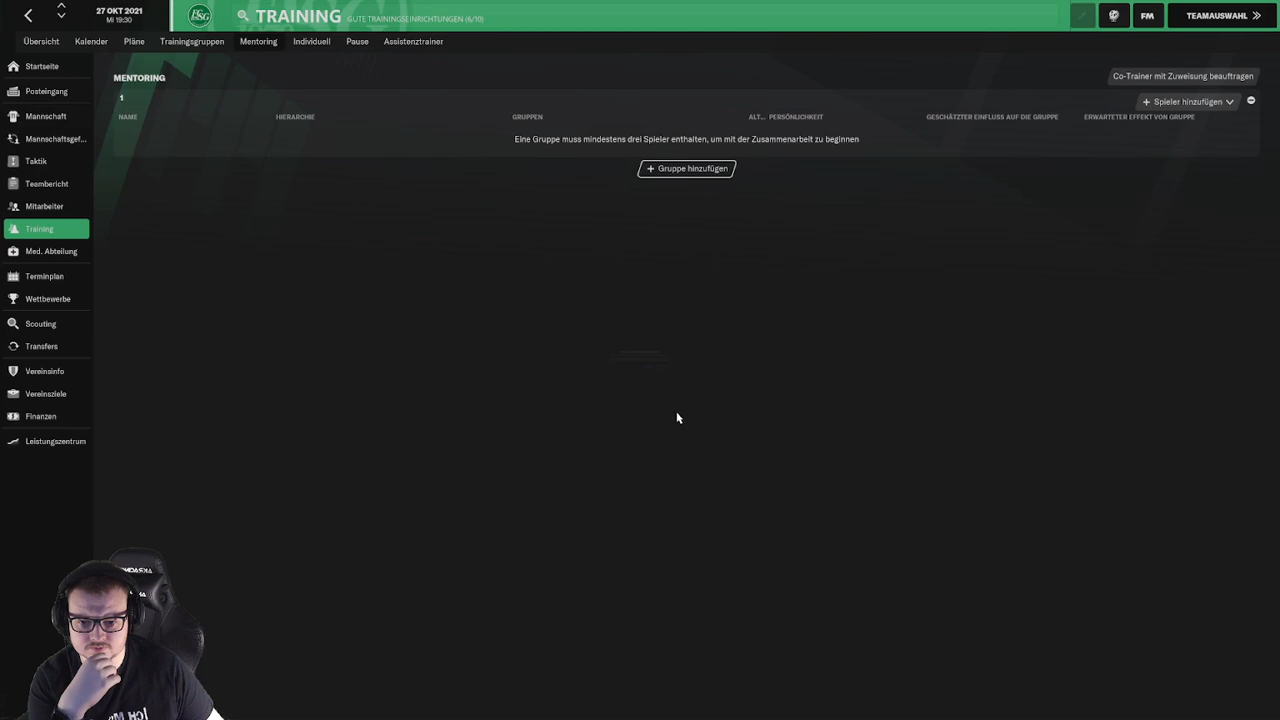 27 OKT 2021
MI 19:30
TRAINING GUTE TRAININGSEINRICHTUNGEN (6/10)
FM
TEAMAUSWAHL
Übersicht Kalender Pläne Trainingsgruppen Mentoring Individuell Pause Assistenztrainer
Startseite
Posteingang
Mannschaft
Mannschaftsgef...
Taktik
Teambericht
Mitarbeiter
Training
Med. Abteilung
Terminplan
Wettbewerbe
Scouting
Transfers
Vereinsinfo
Vereinsziele
Finanzen
Leistungszentrum
MENTORING
Co-Trainer mit Zuweisung beauftragen
1
+ Spieler hinzufügen
NAME HIERARCHIE GRUPPEN ALT... PERSÖNLICHKEIT GESCHÄTZTER EINFLUSS AUF DIE GRUPPE ERWARTETER EFFEKT VON GRUPPE
Eine Gruppe muss mindestens drei Spieler enthalten, um mit der Zusammenarbeit zu beginnen
+ Gruppe hinzufügen